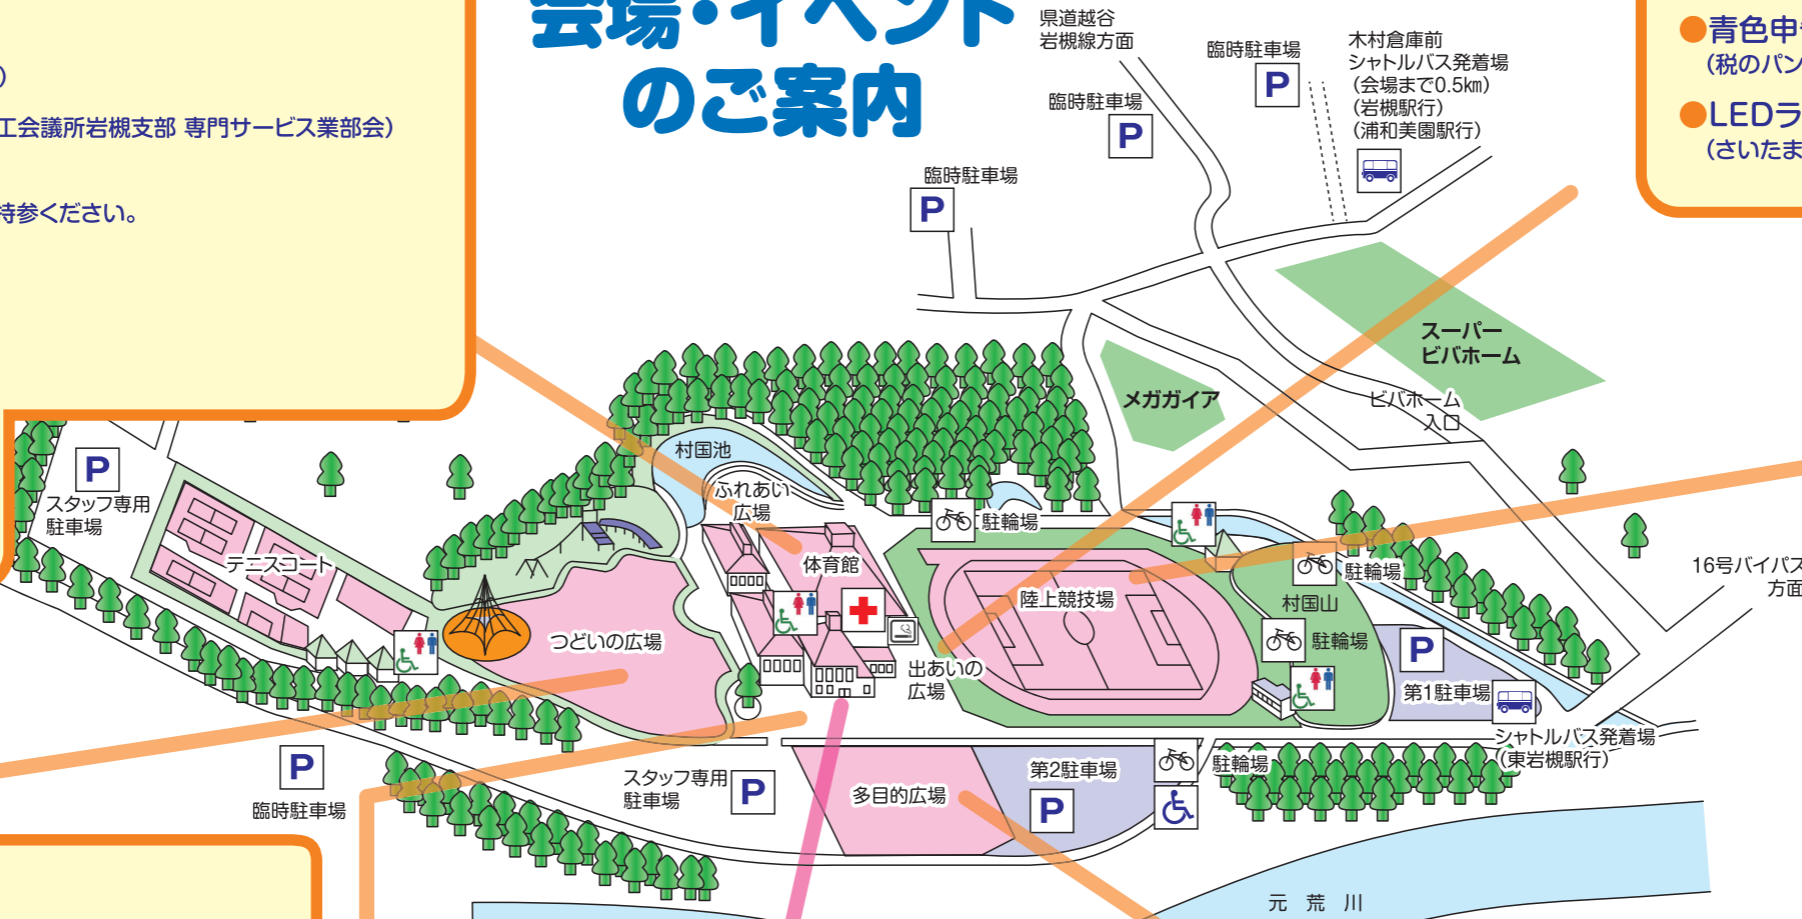 会場・イベント
のご案内
)
工会議所岩槻支部 専門サービス業部会)
持参ください。
●青色申
(税のパン
●LEDラ
(さいたま
県道越谷
岩槻線方面
臨時駐車場
P
臨時駐車場
P
臨時駐車場
P
木村倉庫前
シャトルバス発着場
(会場まで0.5km)
(岩槻駅行)
(浦和美園駅行)
スーパー
ビバホーム
メガガイア
ビバホーム
入口
村国池
ふれあい
広場
P
スタッフ専用
駐車場
テニスコート
体育館
駐輪場
つどいの広場
出あいの
広場
陸上競技場
駐輪場
村国山
駐輪場
P
第1駐車場
16号バイパス
方面
シャトルバス発着場
(東岩槻駅行)
P
臨時駐車場
スタッフ専用
駐車場
P
多目的広場
第2駐車場
P
駐輪場
元荒川